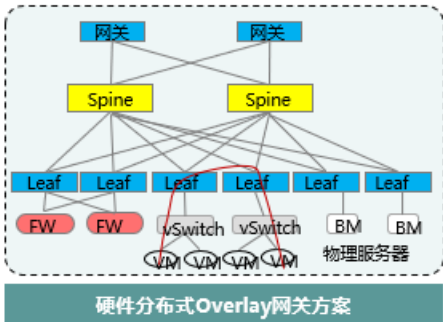 网关 网关
Spine Spine
Leaf Leaf Leaf Leaf Leaf Leaf
FW FW vSwitch vSwitch BM BM
VM VM VM VM 物理服务器
硬件分布式Overlay网关方案